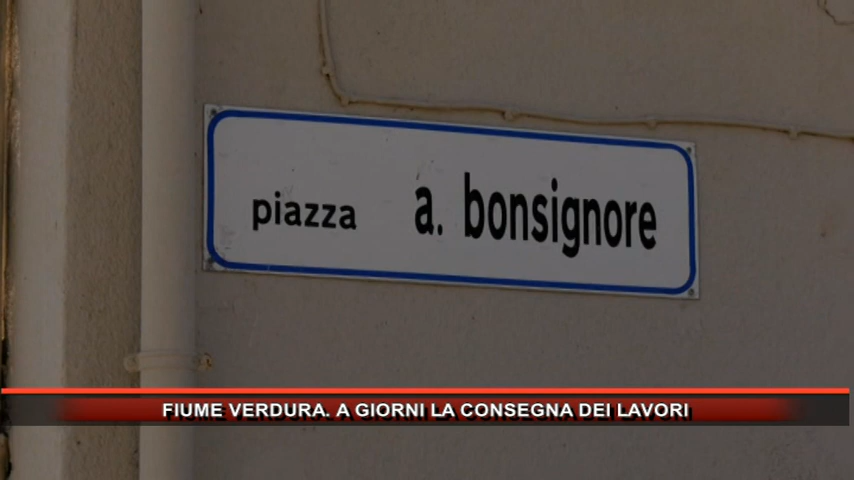 piazza a. bonsignore
FIUME VERDURA. A GIORNI LA CONSEGNA DEI LAVORI